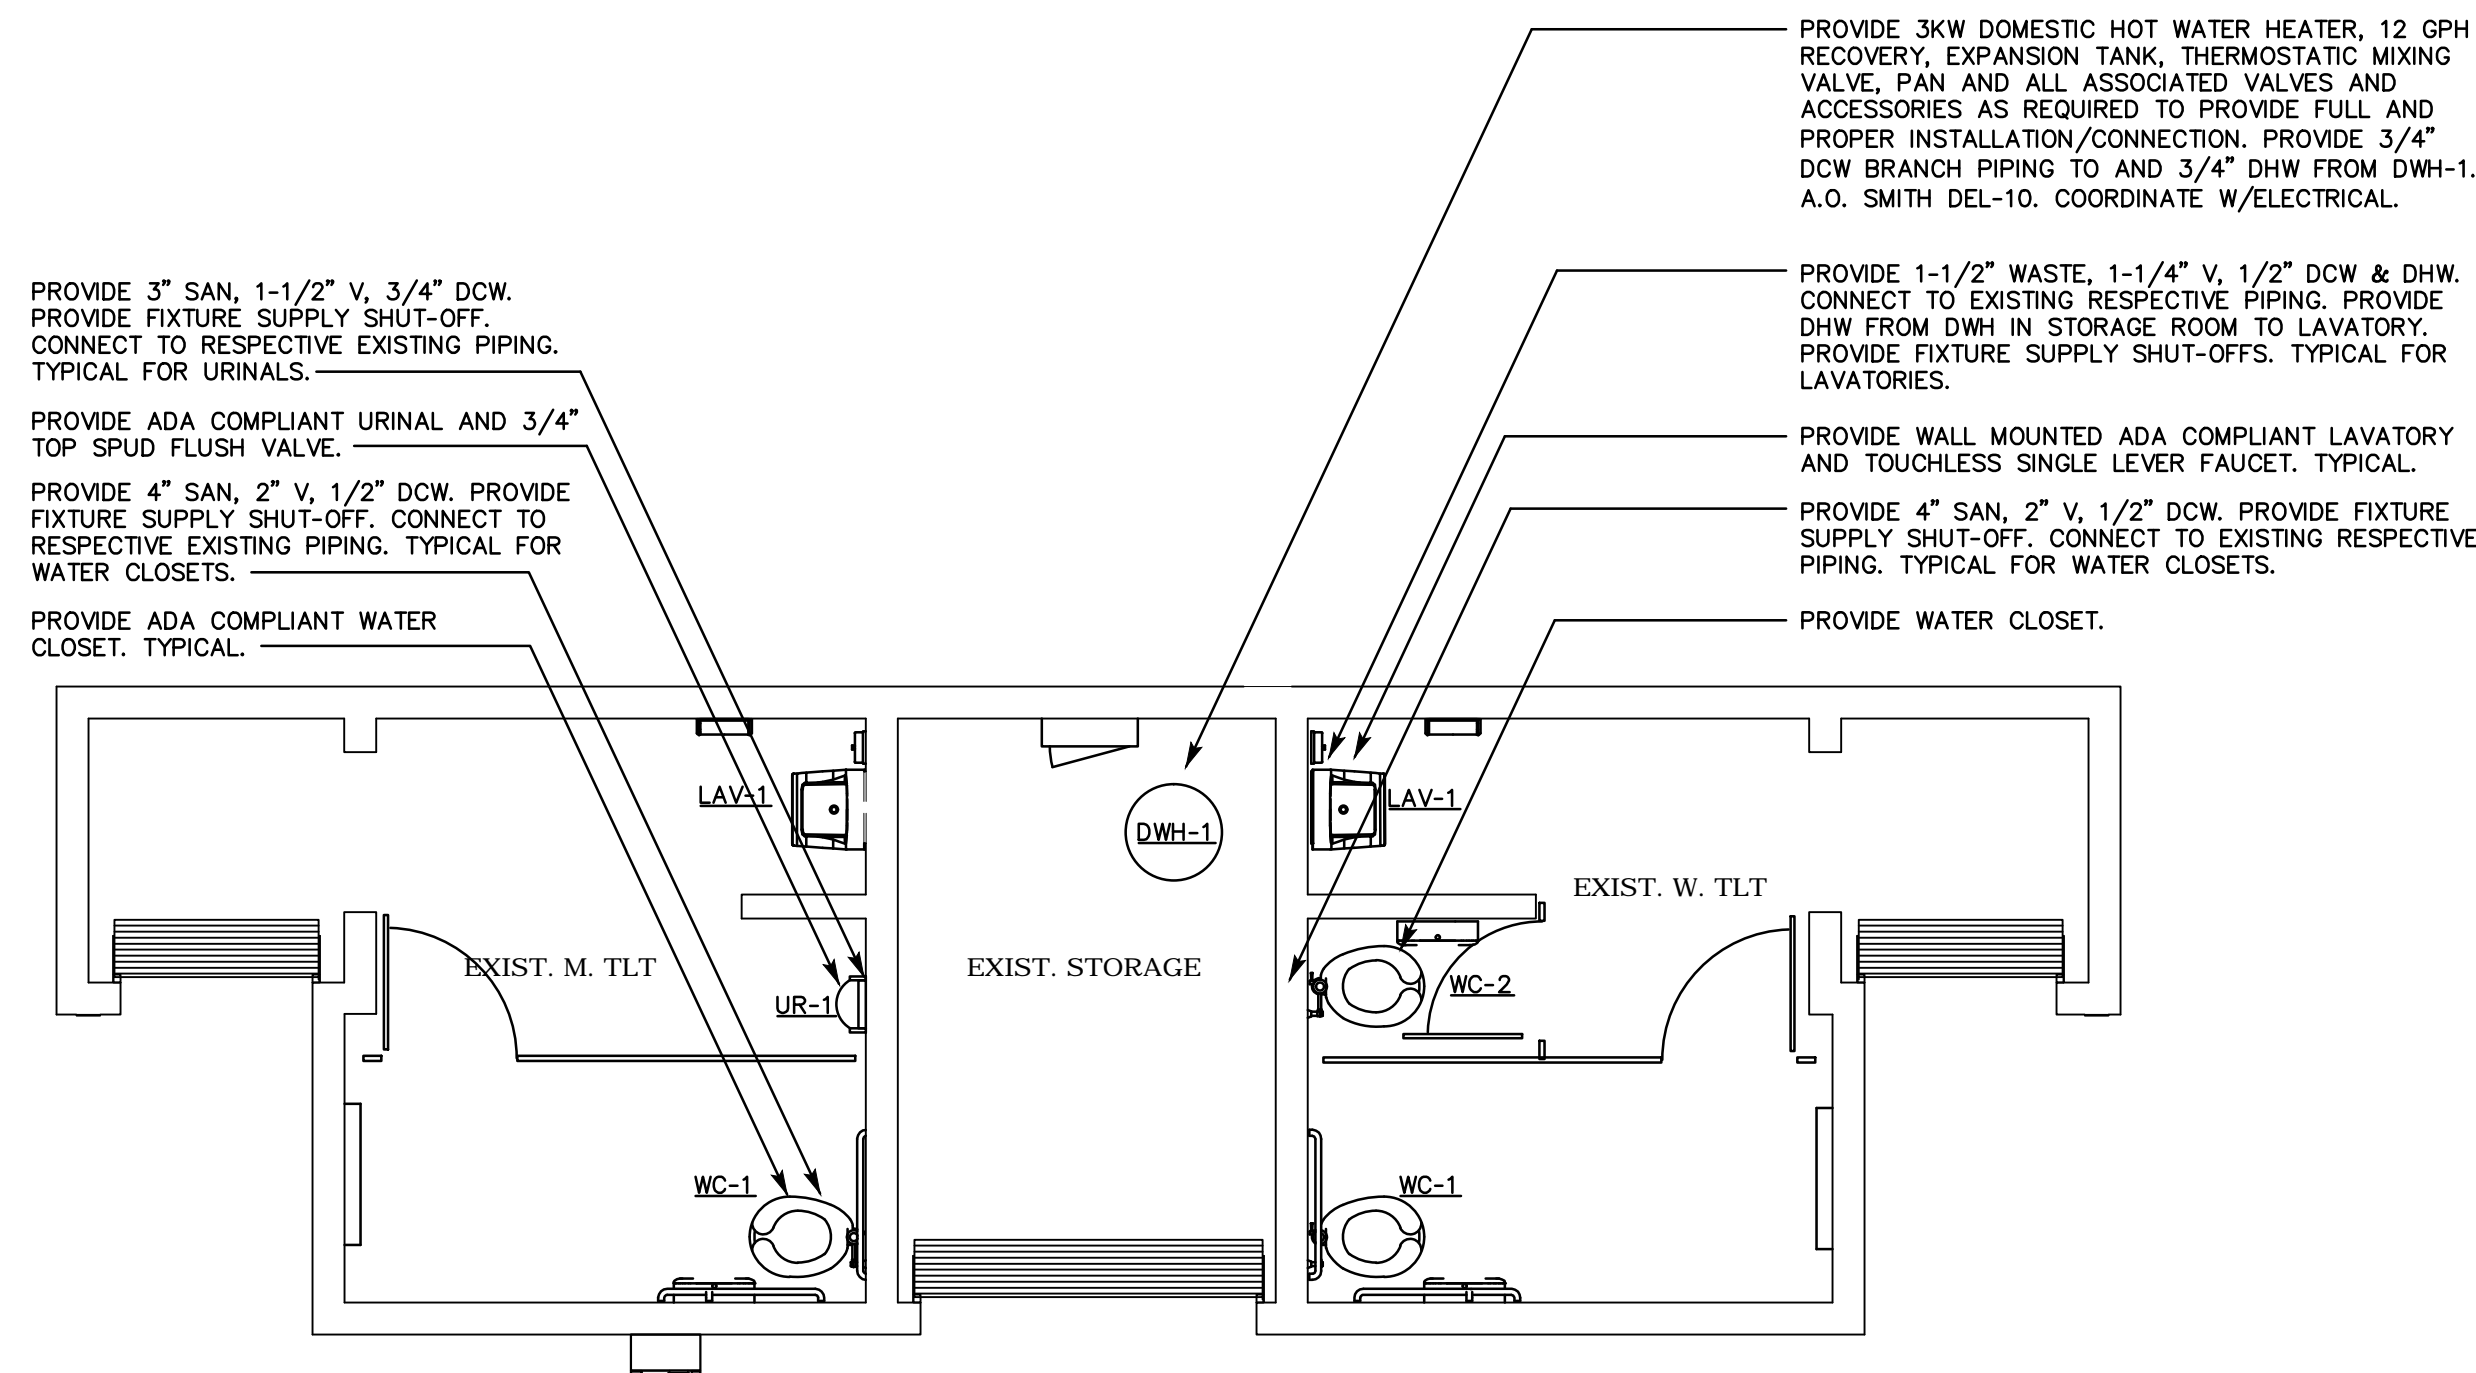 PROVIDE 3KW DOMESTIC HOT WATER HEATER, 12 GPH
RECOVERY, EXPANSION TANK, THERMOSTATIC MIXING
VALVE, PAN AND ALL ASSOCIATED VALVES AND
ACCESSORIES AS REQUIRED TO PROVIDE FULL AND
PROPER INSTALLATION/CONNECTION. PROVIDE 3/4”
DCW BRANCH PIPING TO AND 3/4” DHW FROM DWH-1.
A.O. SMITH DEL-10. COORDINATE W/ELECTRICAL.
PROVIDE 3” SAN, 1-1/2” V, 3/4” DCW.
PROVIDE FIXTURE SUPPLY SHUT-OFF.
CONNECT TO RESPECTIVE EXISTING PIPING.
TYPICAL FOR URINALS.
PROVIDE ADA COMPLIANT URINAL AND 3/4”
TOP SPUD FLUSH VALVE.
PROVIDE 4” SAN, 2” V, 1/2” DCW. PROVIDE
FIXTURE SUPPLY SHUT-OFF. CONNECT TO
RESPECTIVE EXISTING PIPING. TYPICAL FOR
WATER CLOSETS.
PROVIDE ADA COMPLIANT WATER
CLOSET. TYPICAL.
PROVIDE 1-1/2” WASTE, 1-1/4” V, 1/2” DCW & DHW.
CONNECT TO EXISTING RESPECTIVE PIPING. PROVIDE
DHW FROM DWH IN STORAGE ROOM TO LAVATORY.
PROVIDE FIXTURE SUPPLY SHUT-OFFS. TYPICAL FOR
LAVATORIES.
PROVIDE WALL MOUNTED ADA COMPLIANT LAVATORY
AND TOUCHLESS SINGLE LEVER FAUCET. TYPICAL.
PROVIDE 4” SAN, 2” V, 1/2” DCW. PROVIDE FIXTURE
SUPPLY SHUT-OFF. CONNECT TO EXISTING RESPECTIVE
PIPING. TYPICAL FOR WATER CLOSETS.
PROVIDE WATER CLOSET.
LAV-1
DWH-1
LAV-1
EXIST. W. TLT
EXIST. M. TLT
EXIST. STORAGE
UR-1
WC-2
WC-1
WC-1